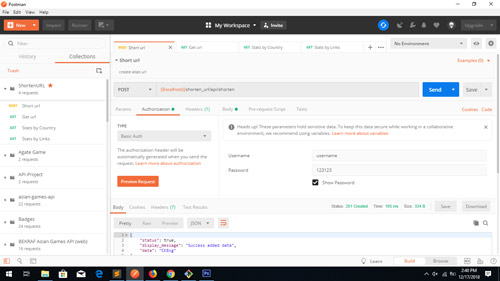 Postman
File Edit View Help
New Import Runner My Workspace Invite Upgrade
Filter
History Collections
Trash
ShortenURL
4 requests
POST Short url
GET Get url
GET Stats by Country
GET Stats by Links
Agate Game
2 requests
API-Project
2 requests
asian-games-api
22 requests
Badges
24 requests
BEKRAF Asian Games API (web)
16 requests
POST Short url GET Get url GET Stats by Country GET Stats by Links No Environment
Short url Examples (0)
create alias url
POST Send Save
Params Authorization Headers (1) Body Pre-request Script Tests Cookies Code
TYPE
Basic Auth
The authorization header will be
automatically generated when you send the
request. Learn more about authorization
Preview Request
Heads up! These parameters hold sensitive data. To keep this data secure while working in a collaborative
environment, we recommend using variables. Learn more about variables
Username username
Password 123123
Show Password
Body Cookies Headers (7) Test Results Status: 201 Created Time: 105 ms Size: 334 B Save Download
Pretty Raw Preview JSON
1 {
2 "status": true,
3 "display_message": "Success added data",
4
Learn Build Browse
2:40 PM
12/17/2018